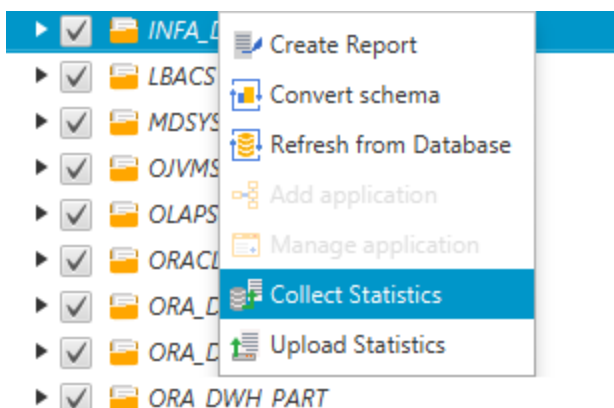 INFA_D
Create Report
LBACS
Convert schema
MDSYS
Refresh from Database
OJVMS
Add application
OLAPS
Manage application
ORACL
Collect Statistics
ORA_D
Upload Statistics
ORA_D
ORA_DWH_PART